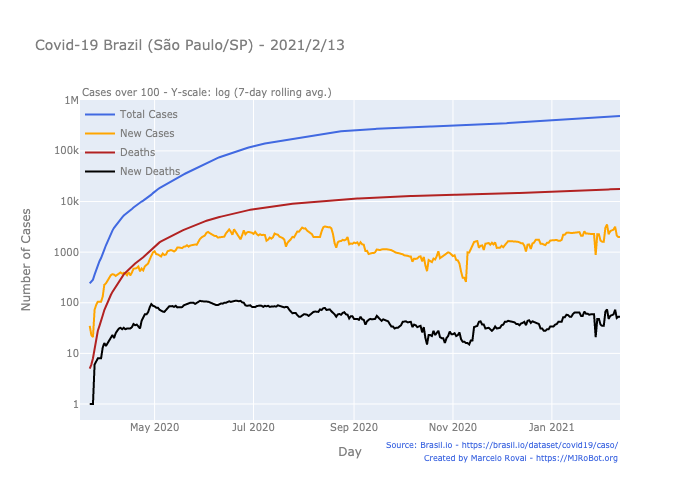 Covid-19 Brazil (São Paulo/SP) - 2021/2/13
Cases over 100 - Y-scale: log (7-day rolling avg.)
1M
Total Cases
New Cases
100k
Deaths
New Deaths
10k
1000
100
10
1
Number of Cases
May 2020
Jul 2020
Sep 2020
Nov 2020
Jan 2021
Day
Source: Brasil.io - https://brasil.io/dataset/covid19/caso/
Created by Marcelo Rovai - https://MJRoBot.org